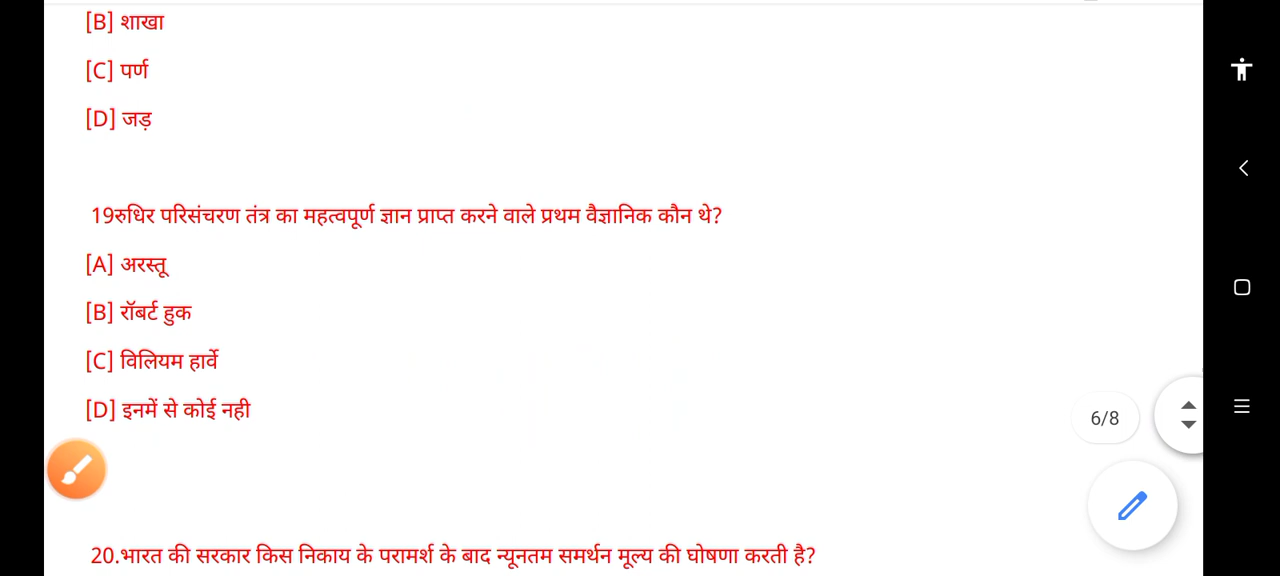 [B] शाखा
[C] पर्ण
[D] जड़
19रुधिर परिसंचरण तंत्र का महत्वपूर्ण ज्ञान प्राप्त करने वाले प्रथम वैज्ञानिक कौन थे?
[A] अरस्तू
[B] रॉबर्ट हुक
[C] विलियम हार्वे
[D] इनमें से कोई नही
6/8
20.भारत की सरकार किस निकाय के परामर्श के बाद न्यूनतम समर्थन मूल्य की घोषणा करती है?